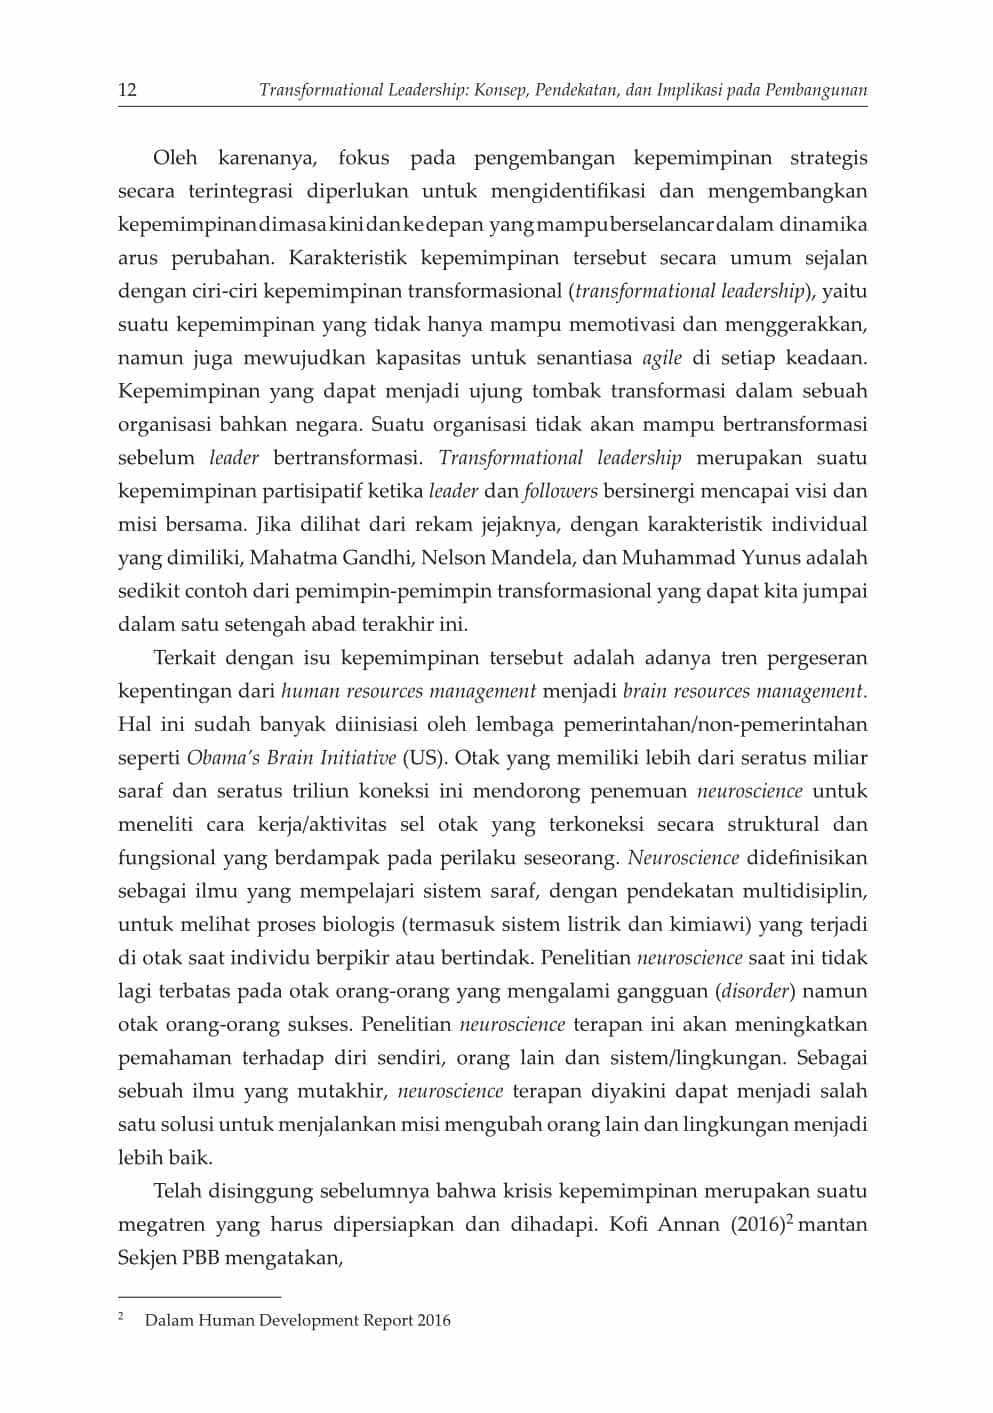 12 Transformational Leadership: Konsep, Pendekatan, dan Implikasi pada Pembangunan
Oleh karenanya, fokus pada pengembangan kepemimpinan strategis
secara terintegrasi diperlukan untuk mengidentifikasi dan mengembangkan
kepemimpinan di masa kini dan ke depan yang mampu berselancar dalam dinamika
arus perubahan. Karakteristik kepemimpinan tersebut secara umum sejalan
dengan ciri-ciri kepemimpinan transformasional (transformational leadership), yaitu
suatu kepemimpinan yang tidak hanya mampu memotivasi dan menggerakkan,
namun juga mewujudkan kapasitas untuk senantiasa agile di setiap keadaan.
Kepemimpinan yang dapat menjadi ujung tombak transformasi dalam sebuah
organisasi bahkan negara. Suatu organisasi tidak akan mampu bertransformasi
sebelum leader bertransformasi. Transformational leadership merupakan suatu
kepemimpinan partisipatif ketika leader dan followers bersinergi mencapai visi dan
misi bersama. Jika dilihat dari rekam jejaknya, dengan karakteristik individual
yang dimiliki, Mahatma Gandhi, Nelson Mandela, dan Muhammad Yunus adalah
sedikit contoh dari pemimpin-pemimpin transformasional yang dapat kita jumpai
dalam satu setengah abad terakhir ini.
Terkait dengan isu kepemimpinan tersebut adalah adanya tren pergeseran
kepentingan dari human resources management menjadi brain resources management.
Hal ini sudah banyak diinisiasi oleh lembaga pemerintahan/non-pemerintahan
seperti Obama's Brain Initiative (US). Otak yang memiliki lebih dari seratus miliar
saraf dan seratus triliun koneksi ini mendorong penemuan neuroscience untuk
meneliti cara kerja/aktivitas sel otak yang terkoneksi secara struktural dan
fungsional yang berdampak pada perilaku seseorang. Neuroscience didefinisikan
sebagai ilmu yang mempelajari sistem saraf, dengan pendekatan multidisiplin,
untuk melihat proses biologis (termasuk sistem listrik dan kimiawi) yang terjadi
di otak saat individu berpikir atau bertindak. Penelitian neuroscience saat ini tidak
lagi terbatas pada otak orang-orang yang mengalami gangguan (disorder) namun
otak orang-orang sukses. Penelitian neuroscience terapan ini akan meningkatkan
pemahaman terhadap diri sendiri, orang lain dan sistem/lingkungan. Sebagai
sebuah ilmu yang mutakhir, neuroscience terapan diyakini dapat menjadi salah
satu solusi untuk menjalankan misi mengubah orang lain dan lingkungan menjadi
lebih baik.
Telah disinggung sebelumnya bahwa krisis kepemimpinan merupakan suatu
megatren yang harus dipersiapkan dan dihadapi. Kofi Annan (2016)2 mantan
Sekjen PBB mengatakan,
2 Dalam Human Development Report 2016